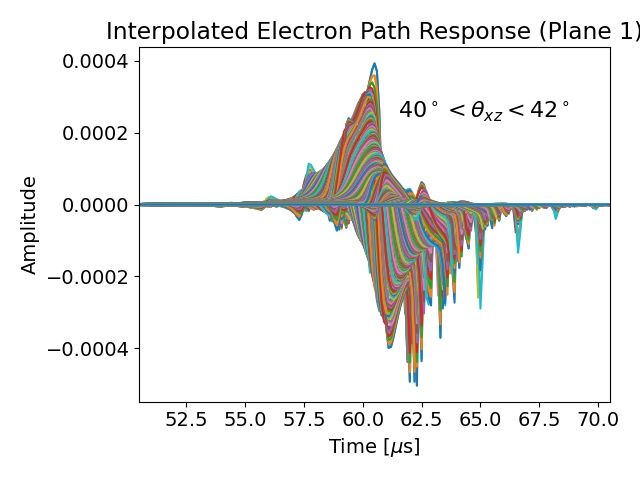 Interpolated Electron Path Response (Plane 1)
0.0004
0.0002
0.0000
−0.0002
−0.0004
Amplitude
40° < θxz < 42°
52.5 55.0 57.5 60.0 62.5 65.0 67.5 70.0
Time [μs]